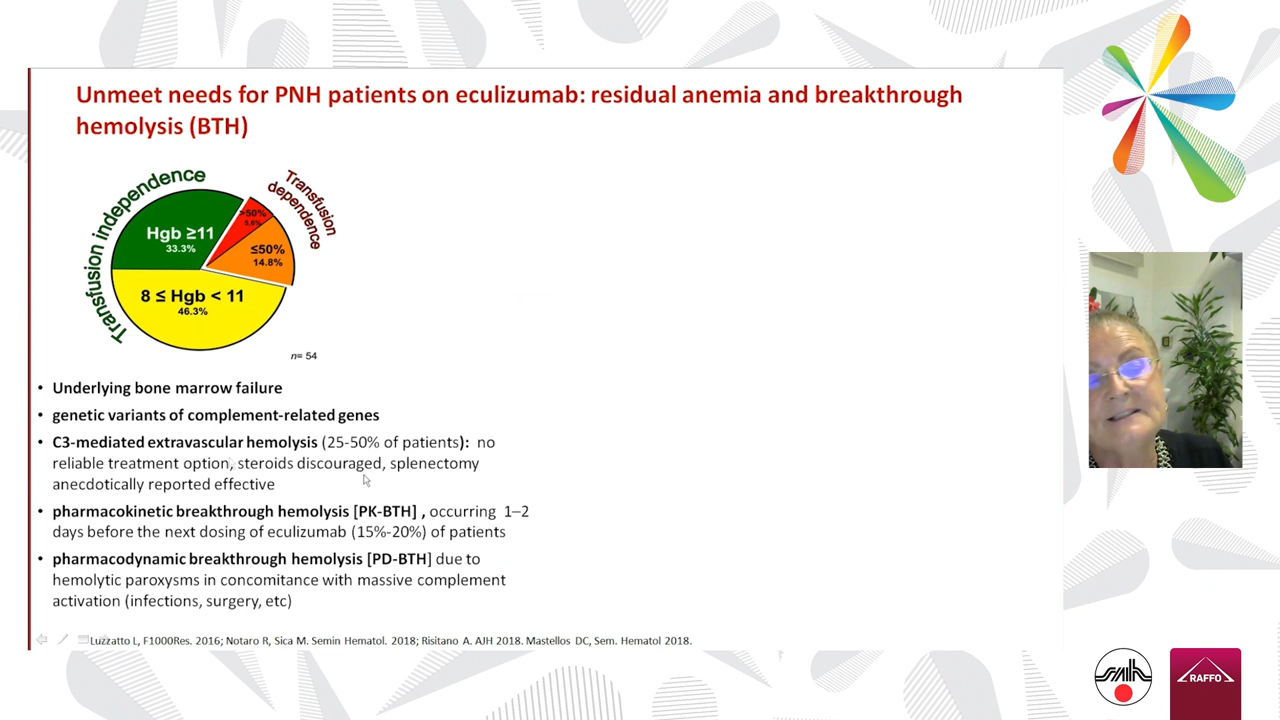 Unmeet needs for PNH patients on eculizumab: residual anemia and breakthrough
hemolysis (BTH)
Transfusion independence
Transfusion
dependence
Hgb ≥11
33.3%
>50%
5.6%
≤50%
14.8%
8 ≤ Hgb < 11
46.3%
n= 54
• Underlying bone marrow failure
• genetic variants of complement-related genes
• C3-mediated extravascular hemolysis (25-50% of patients): no
reliable treatment option, steroids discouraged, splenectomy
anecdotically reported effective
• pharmacokinetic breakthrough hemolysis [PK-BTH] , occurring 1–2
days before the next dosing of eculizumab (15%-20%) of patients
• pharmacodynamic breakthrough hemolysis [PD-BTH] due to
hemolytic paroxysms in concomitance with massive complement
activation (infections, surgery, etc)
Luzzatto L, F1000Res. 2016; Notaro R, Sica M. Semin Hematol. 2018; Risitano A. AJH 2018. Mastellos DC, Sem. Hematol 2018.
RAFFO